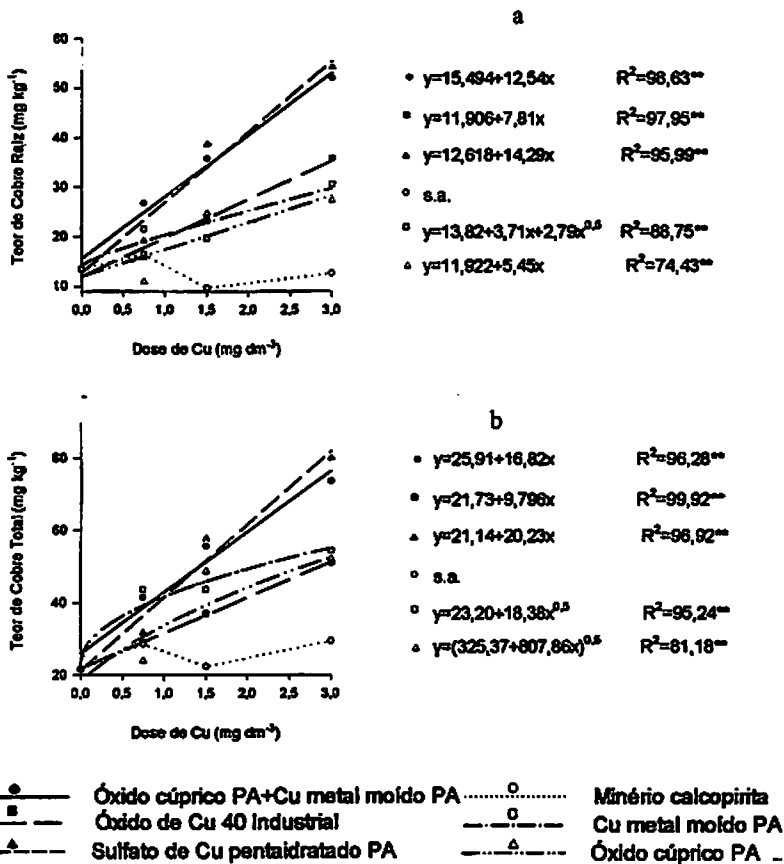 a
Teor de Cobre Raiz (mg kg⁻¹)
60
50
40
30
20
10
0,0 0,5 1,0 1,5 2,0 2,5 3,0
Dose de Cu (mg dm⁻³)
y=15,494+12,54x R²=98,63**
y=11,906+7,81x R²=97,95**
y=12,618+14,29x R²=95,99**
s.a.
y=13,82+3,71x+2,79x⁰,⁵ R²=88,75**
y=11,922+5,45x R²=74,43**
b
Teor de Cobre Total (mg kg⁻¹)
80
60
40
20
0,0 0,5 1,0 1,5 2,0 2,5 3,0
Dose de Cu (mg dm⁻³)
y=25,91+16,82x R²=96,28**
y=21,73+9,796x R²=99,92**
y=21,14+20,23x R²=96,92**
s.a.
y=23,20+18,38x⁰,⁵ R²=95,24**
y=(325,37+807,86x)⁰,⁵ R²=81,18**
Óxido cúprico PA+Cu metal moído PA
Óxido de Cu 40 Industrial
Sulfato de Cu pentaidratado PA
Minério calcopirita
Cu metal moído PA
Óxido cúprico PA